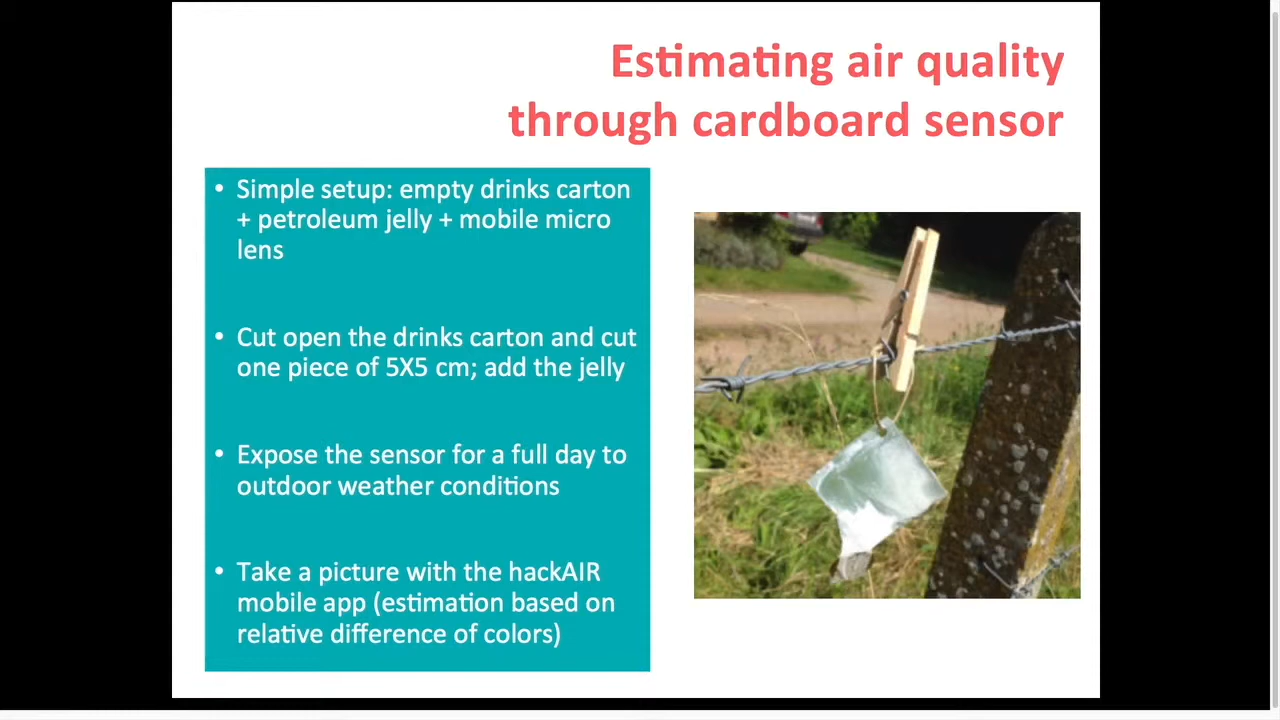 Estimating air quality
through cardboard sensor
• Simple setup: empty drinks carton
+ petroleum jelly + mobile micro
lens
• Cut open the drinks carton and cut
one piece of 5X5 cm; add the jelly
• Expose the sensor for a full day to
outdoor weather conditions
• Take a picture with the hackAIR
mobile app (estimation based on
relative difference of colors)